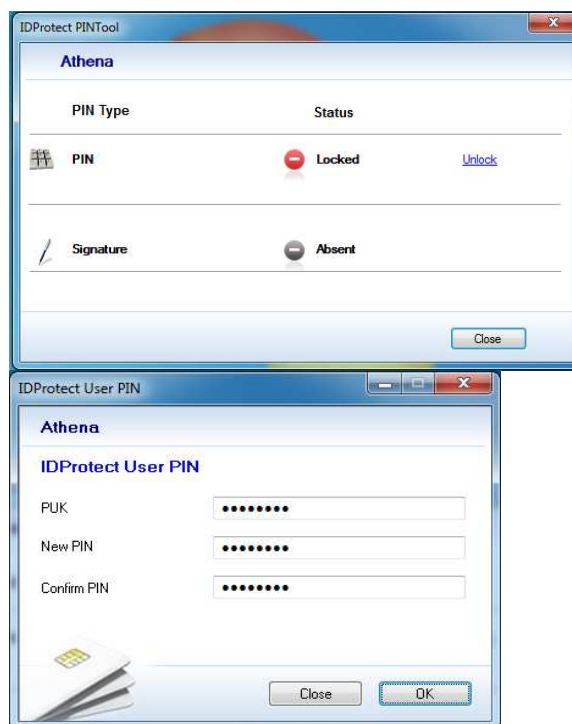 IDProtect PINTool
Athena
PIN Type Status
PIN Locked Unlock
Signature Absent
Close
IDProtect User PIN
Athena
IDProtect User PIN
PUK ••••••••
New PIN ••••••••
Confirm PIN ••••••••
Close OK